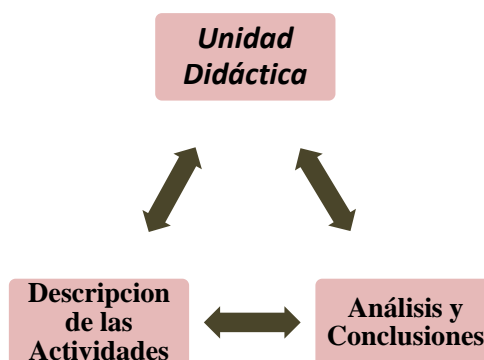 Unidad
Didáctica
Descripcion
de las
Actividades
Análisis y
Conclusiones